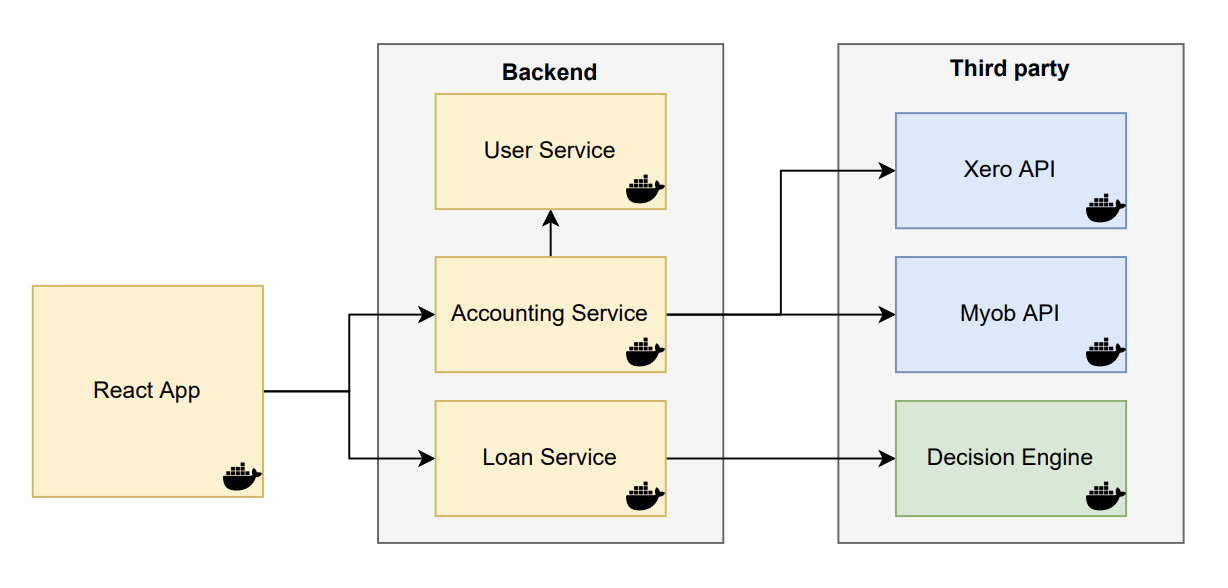 Backend
Third party
User Service
Xero API
Accounting Service
Myob API
React App
Loan Service
Decision Engine